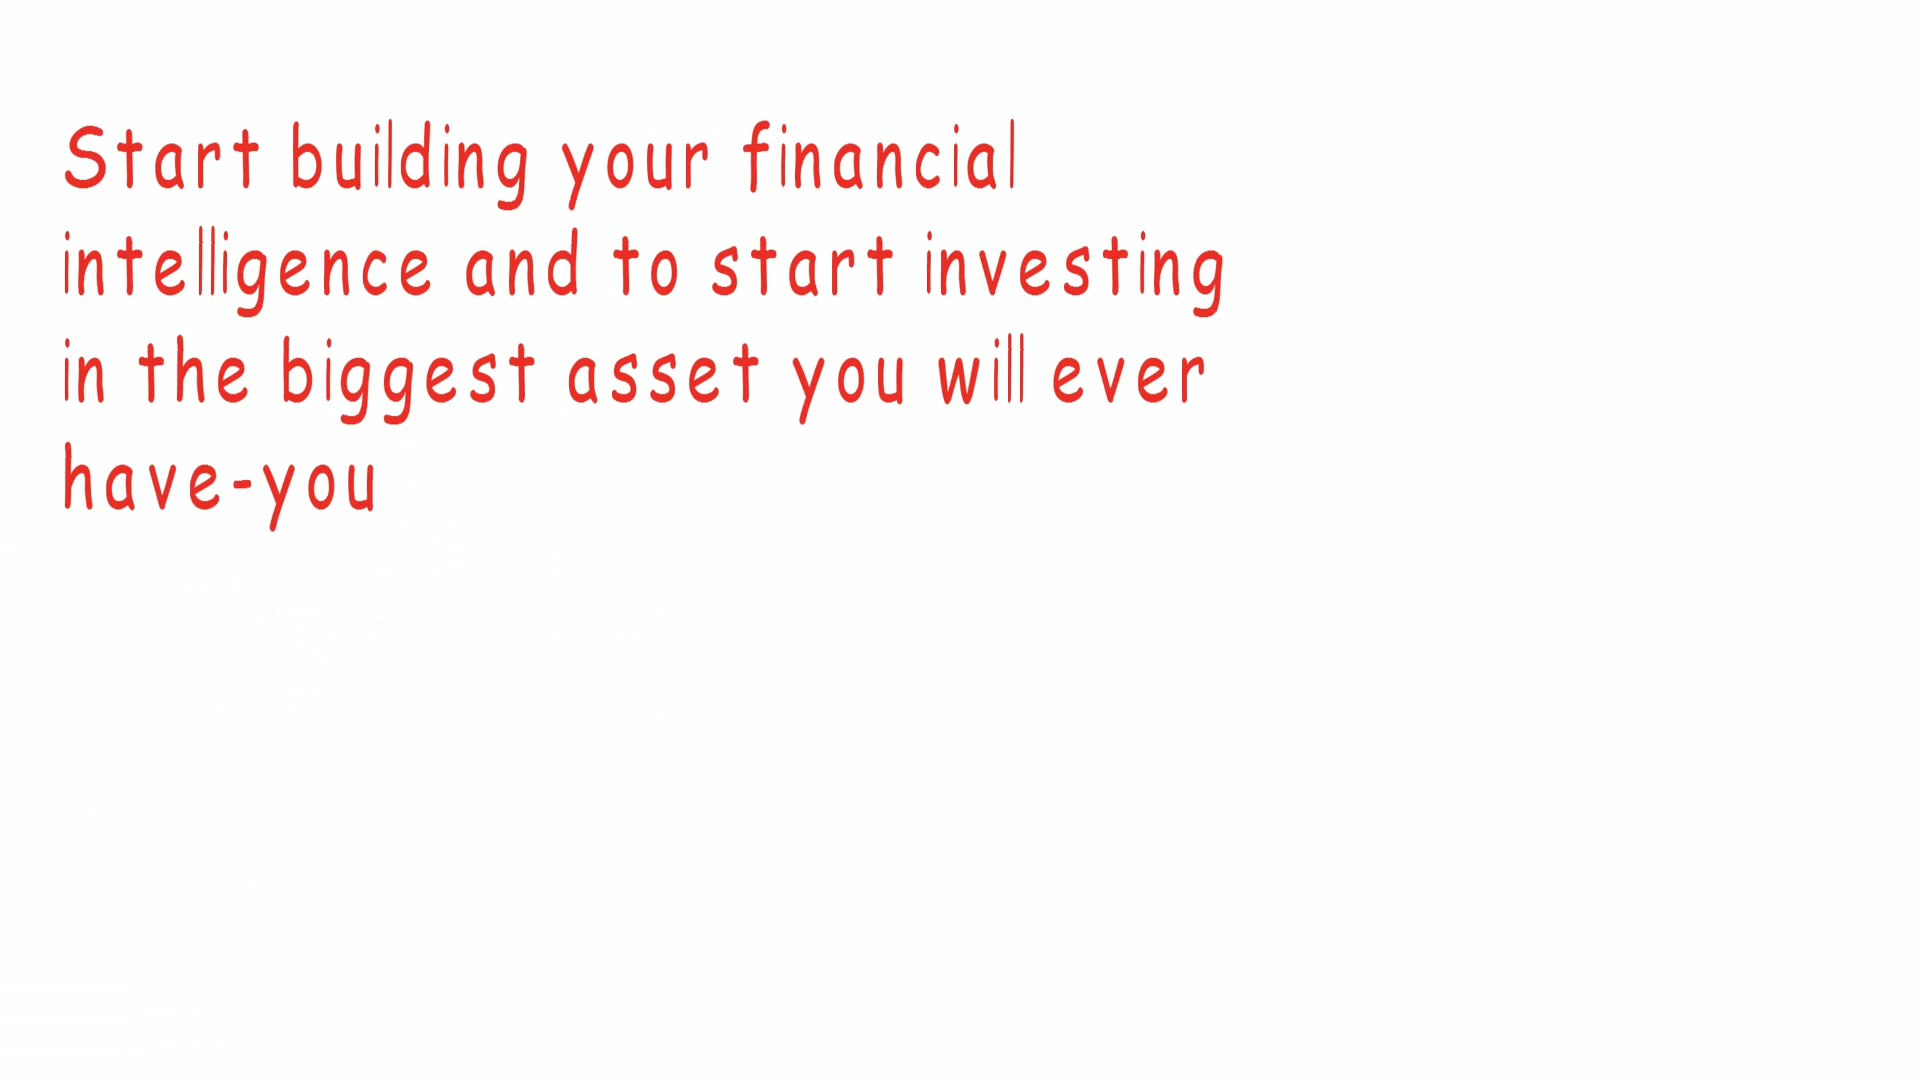 Start building your financial
intelligence and to start investing
in the biggest asset you will ever
have-you